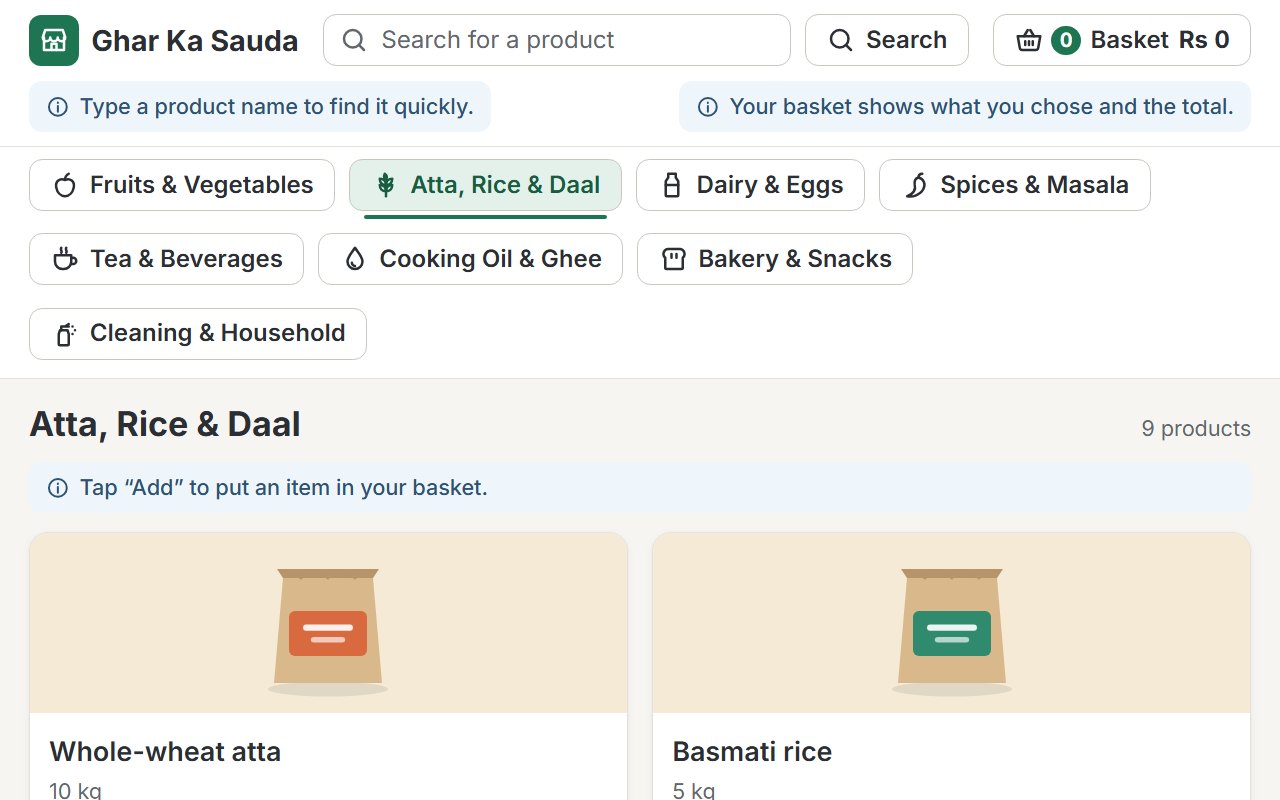 Ghar Ka Sauda
Search for a product
Search
0 Basket Rs 0
Type a product name to find it quickly.
Your basket shows what you chose and the total.
Fruits & Vegetables
Atta, Rice & Daal
Dairy & Eggs
Spices & Masala
Tea & Beverages
Cooking Oil & Ghee
Bakery & Snacks
Cleaning & Household
Atta, Rice & Daal
9 products
Tap “Add” to put an item in your basket.
Whole-wheat atta
10 kg
Basmati rice
5 kg